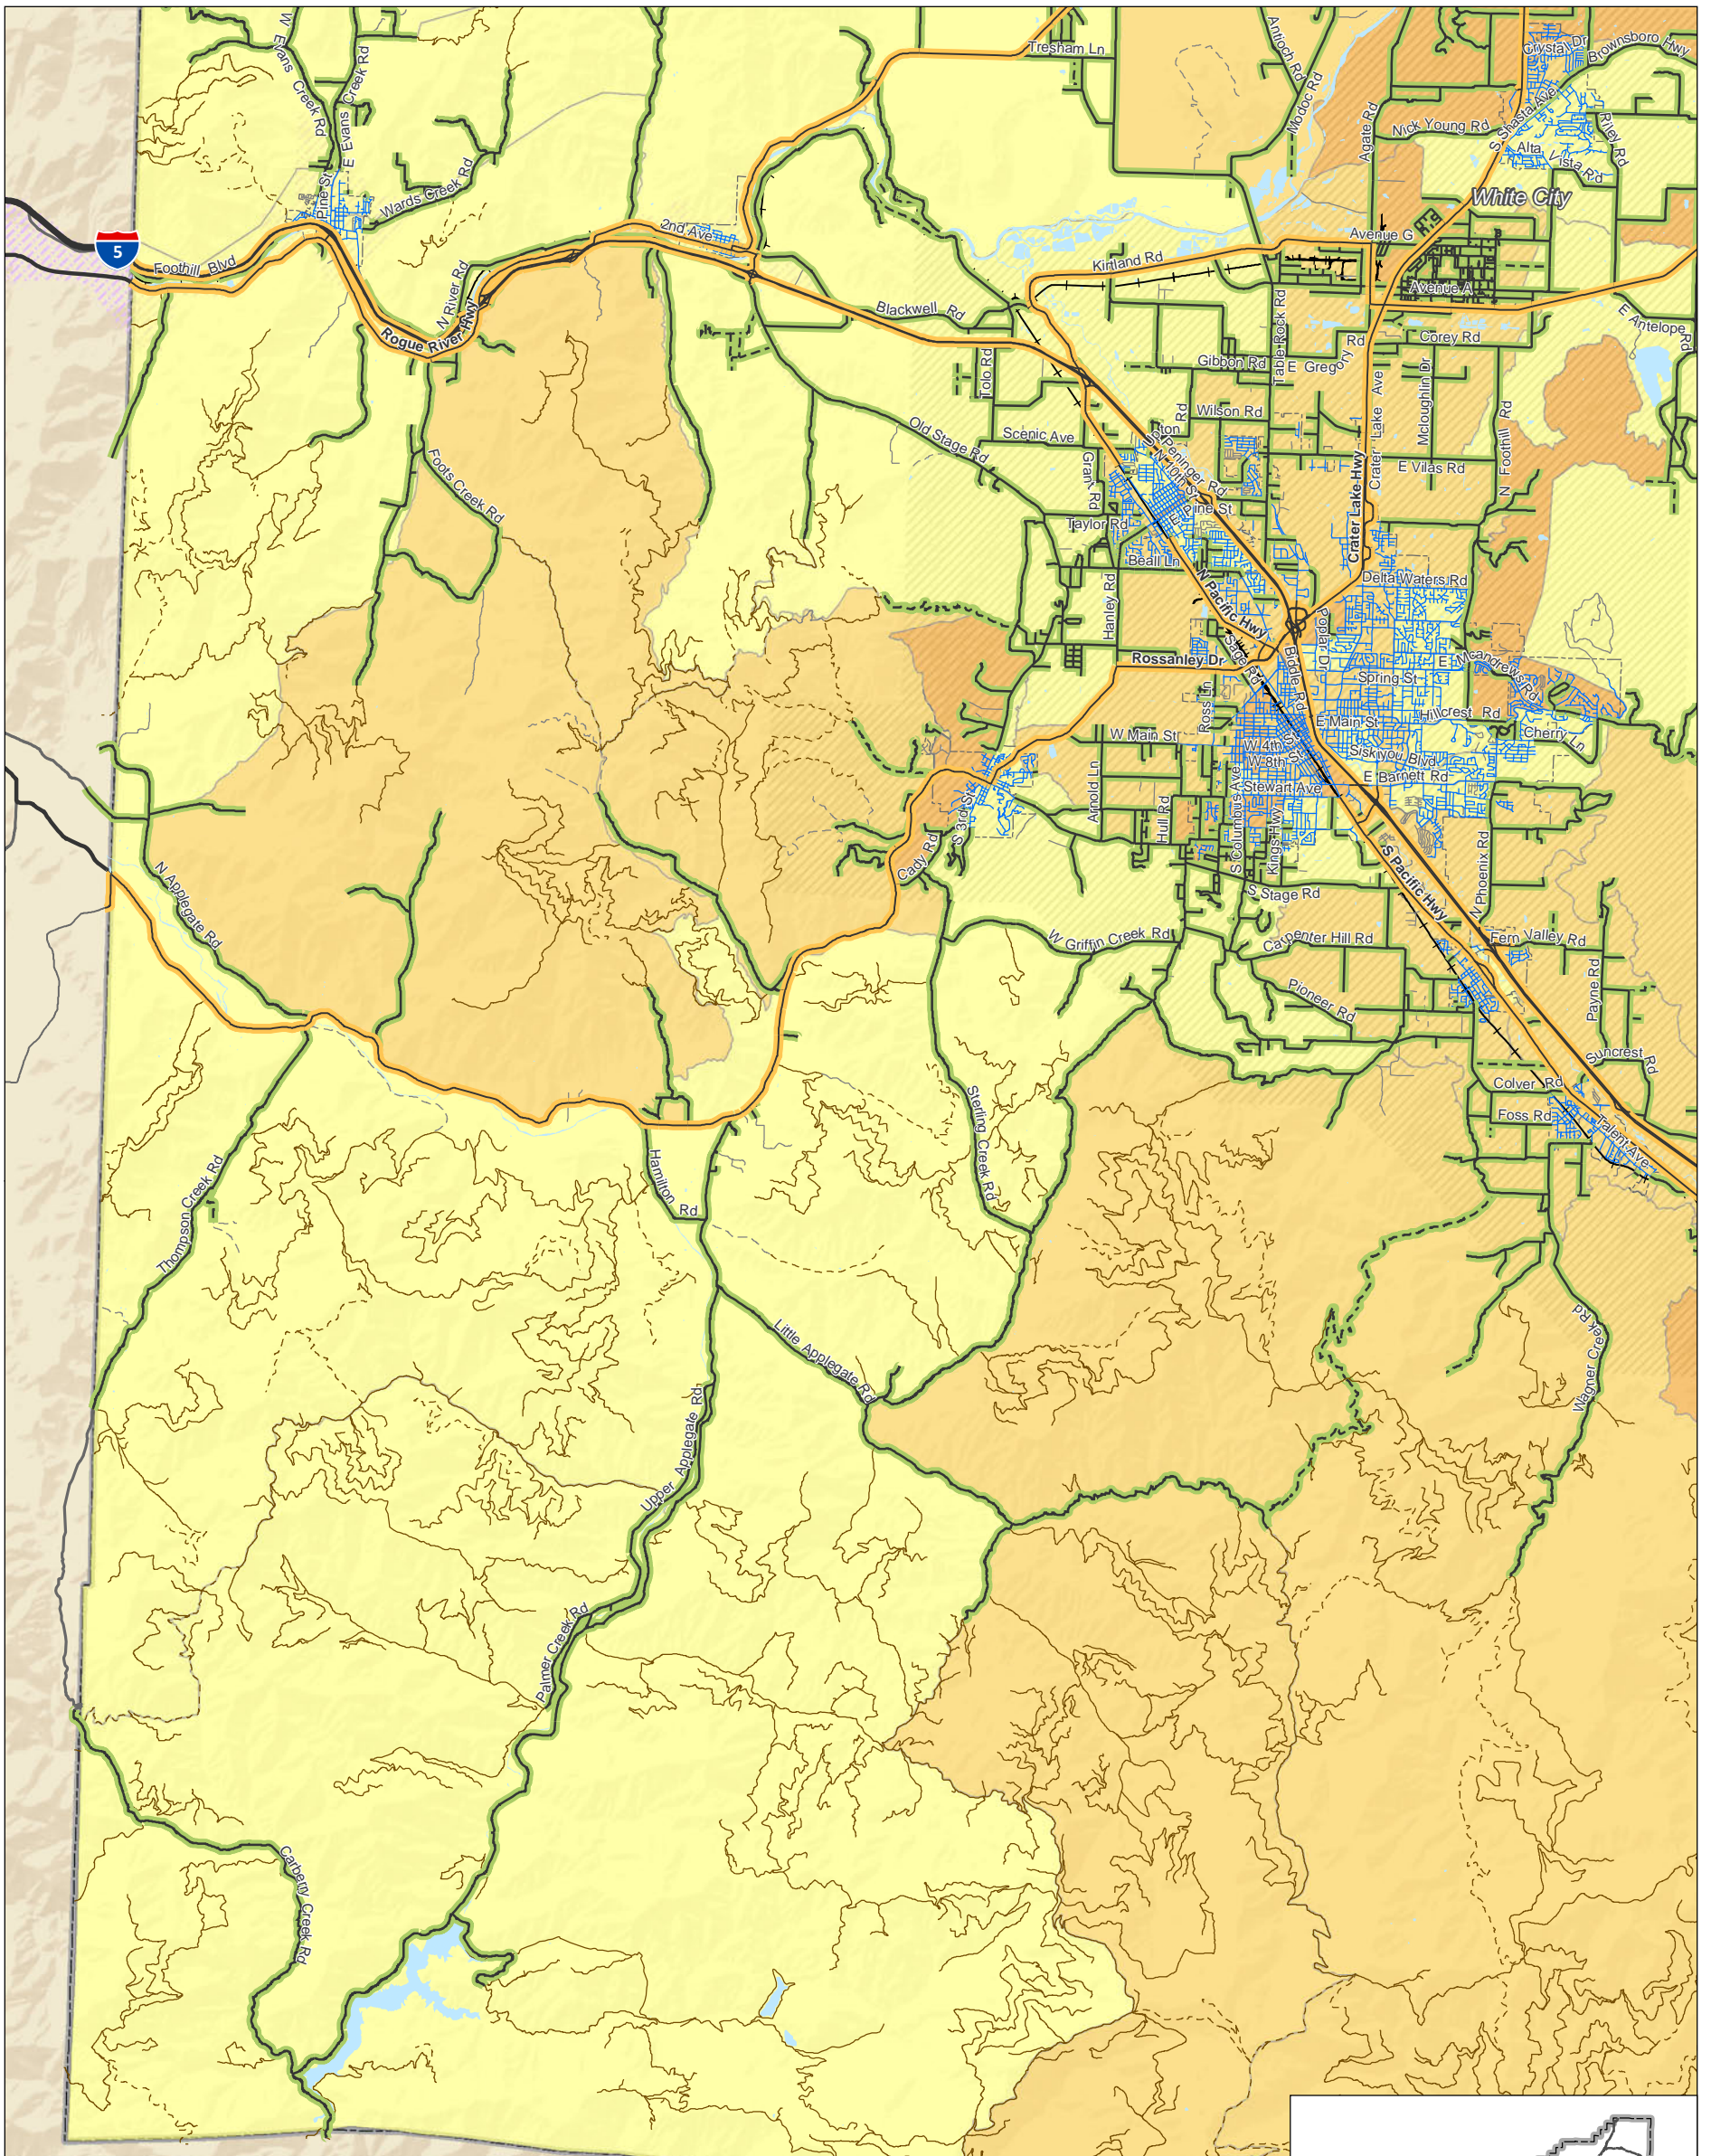 W Evans Creek Rd
E Evans Creek Rd
Pine St
Wards Creek Rd
5
Foothill Blvd
N River Rd
Rogue River Hwy
2nd Ave
Tresham Ln
Antioch Rd
Modoc Rd
Agate Rd
Crystal Dr
Brownsboro Hwy
Nick Young Rd
S Shasta Ave
Alta Vista Rd
Riley Rd
White City
Avenue G
Avenue A
Kirtland Rd
Blackwell Rd
Table Rock Rd
E Antelope Rd
Corey Rd
Gibbon Rd
E Gregory Rd
Tolo Rd
Wilson Rd
Crater Lake Ave
Mcloughlin Dr
N Foothill Rd
Old Stage Rd
Scenic Ave
Upton Rd
Peninger Rd
N 10th St
E Pine St
E Vilas Rd
Grant Rd
Crater Lake Hwy
Foots Creek Rd
Taylor Rd
Beall Ln
Hanley Rd
N Pacific Hwy
Delta Waters Rd
Poplar Dr
Sage Rd
Rossanley Dr
Biddle Rd
E Mcandrews Rd
Spring St
Ross Ln
E Main St
Hillcrest Rd
W Main St
W 4th St
W 8th St
Siskiyou Blvd
Cherry Ln
E Barnett Rd
Stewart Ave
Arnold Ln
Hull Rd
S Columbus Ave
Kings Hwy
S 3rd St
Cady Rd
N Applegate Rd
S Pacific Hwy
N Phoenix Rd
S Stage Rd
W Griffin Creek Rd
Carpenter Hill Rd
Fern Valley Rd
Pioneer Rd
Payne Rd
Suncrest Rd
Colver Rd
Foss Rd
Talent Ave
Sterling Creek Rd
Thompson Creek Rd
Hamilton Rd
Little Applegate Rd
Wagner Creek Rd
Upper Applegate Rd
Palmer Creek Rd
Carberry Creek Rd